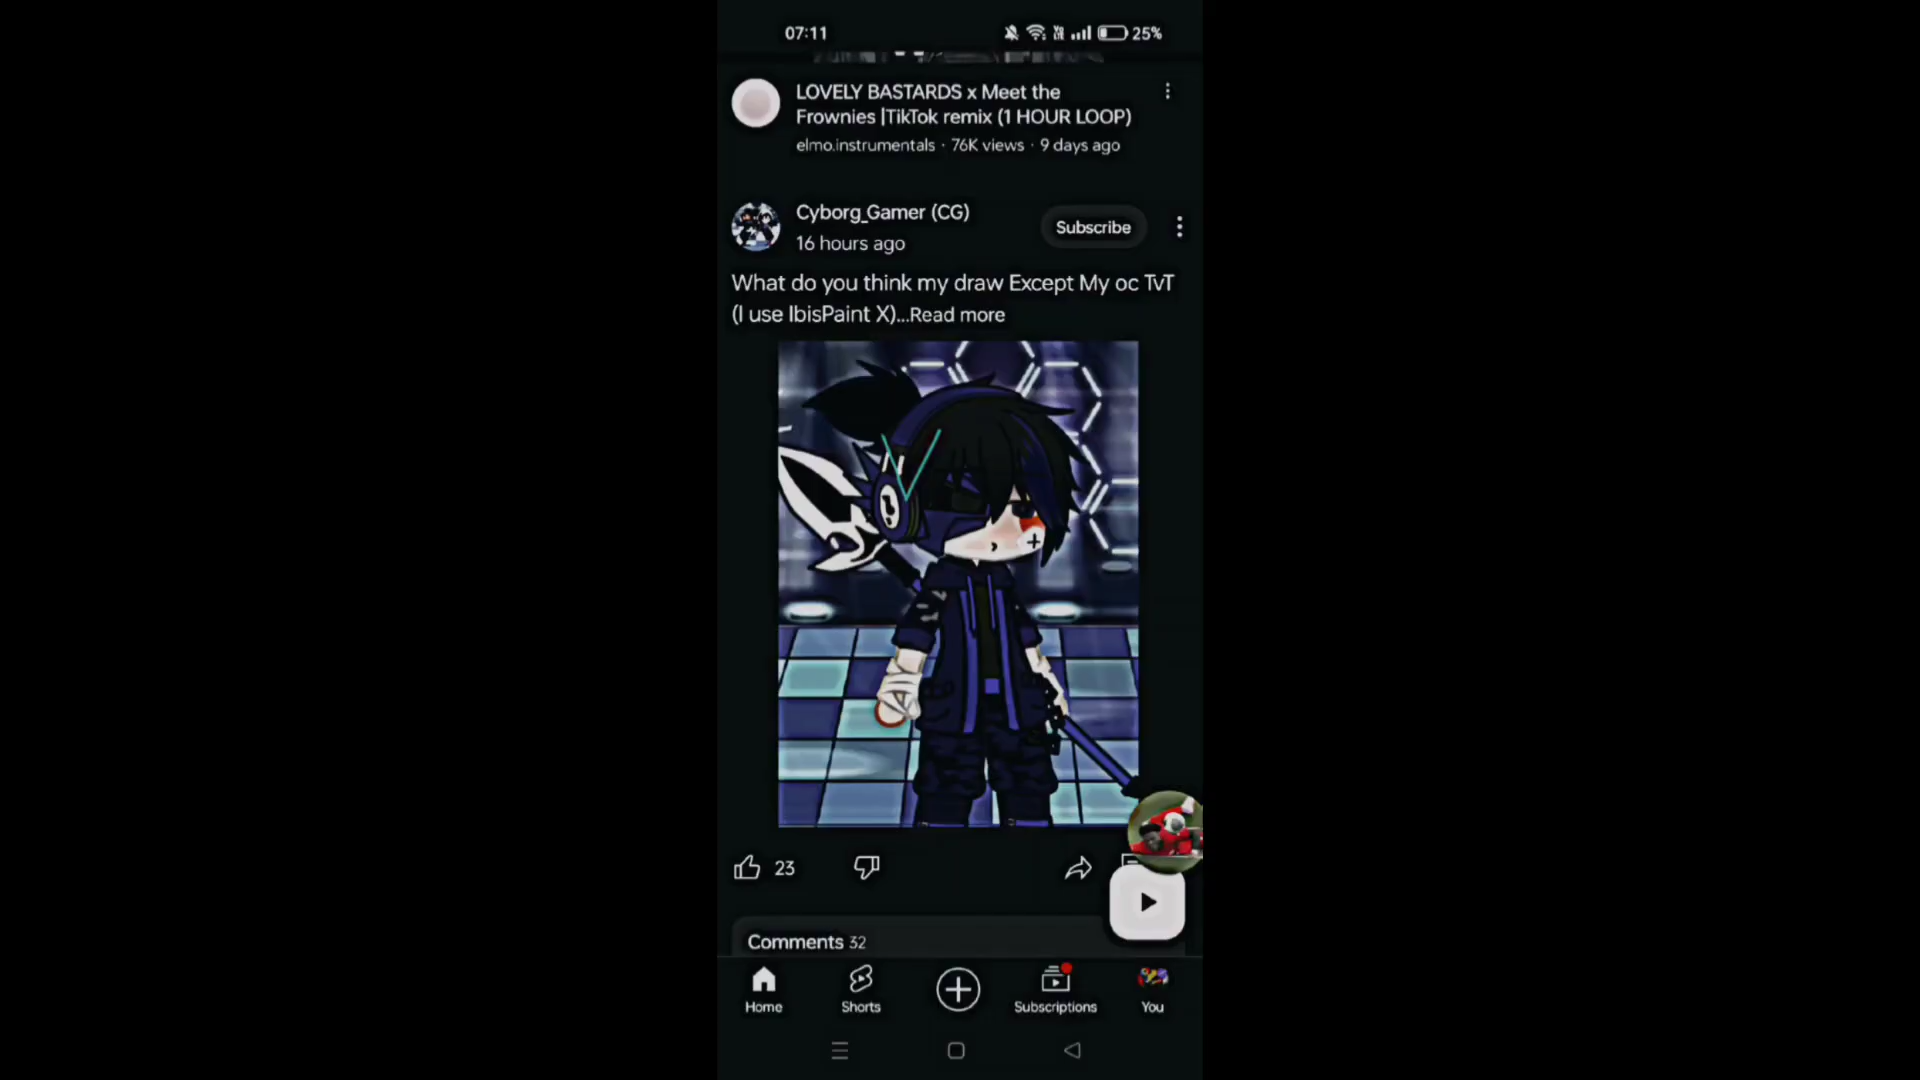 07:11
25%
LOVELY BASTARDS x Meet the
Frownies |TikTok remix (1 HOUR LOOP)
elmo.instrumentals · 76K views · 9 days ago
Cyborg_Gamer (CG)
16 hours ago
Subscribe
What do you think my draw Except My oc TvT
(I use IbisPaint X)...Read more
23
Comments 32
Home
Shorts
Subscriptions
You